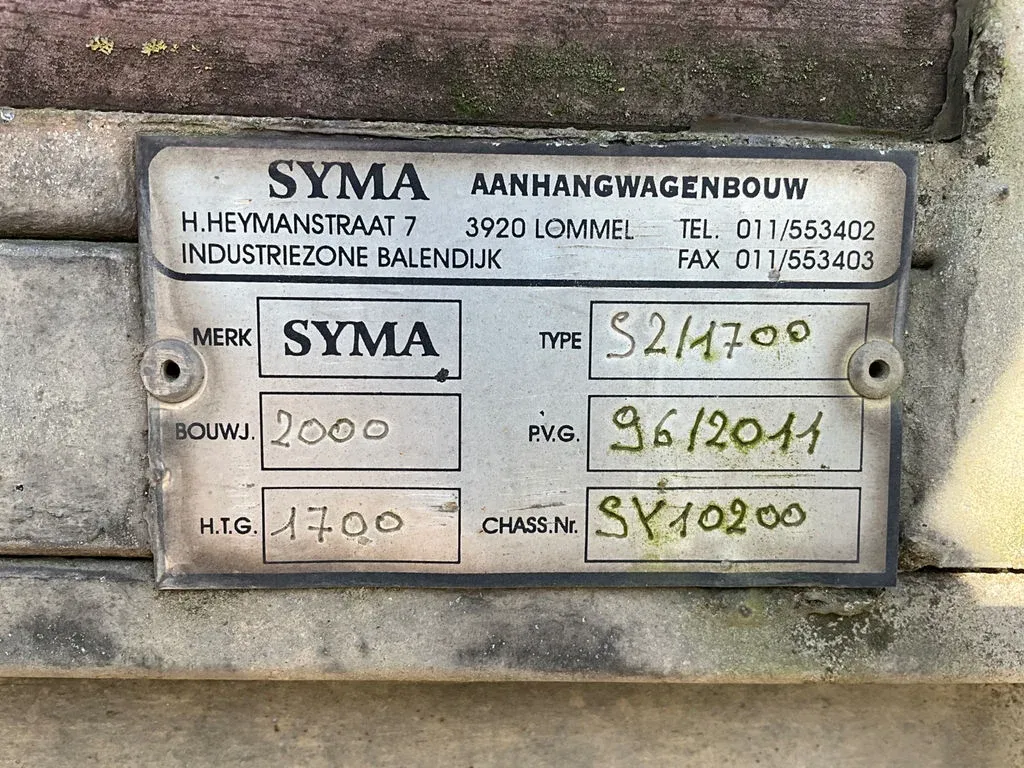 SYMA AANHANGWAGENBOUW
H.HEYMANSTRAAT 7 3920 LOMMEL TEL. 011/553402
INDUSTRIEZONE BALENDIJK FAX 011/553403
MERK SYMA TYPE S2/1700
BOUWJ. 2000 P.V.G. 96/2011
H.T.G. 1700 CHASS.Nr. SY10200